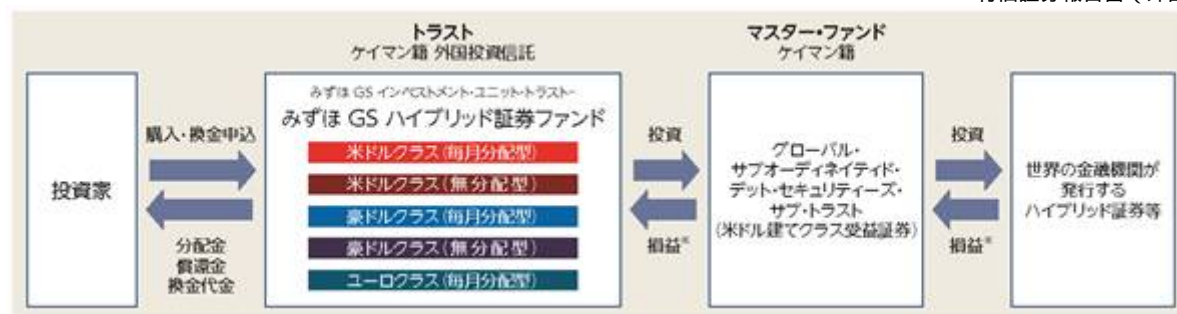 トラスト
ケイマン籍 外国投資信託
マスター・ファンド
ケイマン籍
投資家
購入・換金申込
分配金
償還金
換金代金
みずほ GS インベストメント・ユニット・トラスト-
みずほ GS ハイブリッド証券ファンド
米ドルクラス(毎月分配型)
米ドルクラス(無分配型)
豪ドルクラス(毎月分配型)
豪ドルクラス(無分配型)
ユーロクラス(毎月分配型)
投資
損益※
グローバル・
サブオーディネイティド・
デット・セキュリティーズ・
サブ・トラスト
(米ドル建てクラス受益証券)
投資
損益※
世界の金融機関が
発行する
ハイブリッド証券等